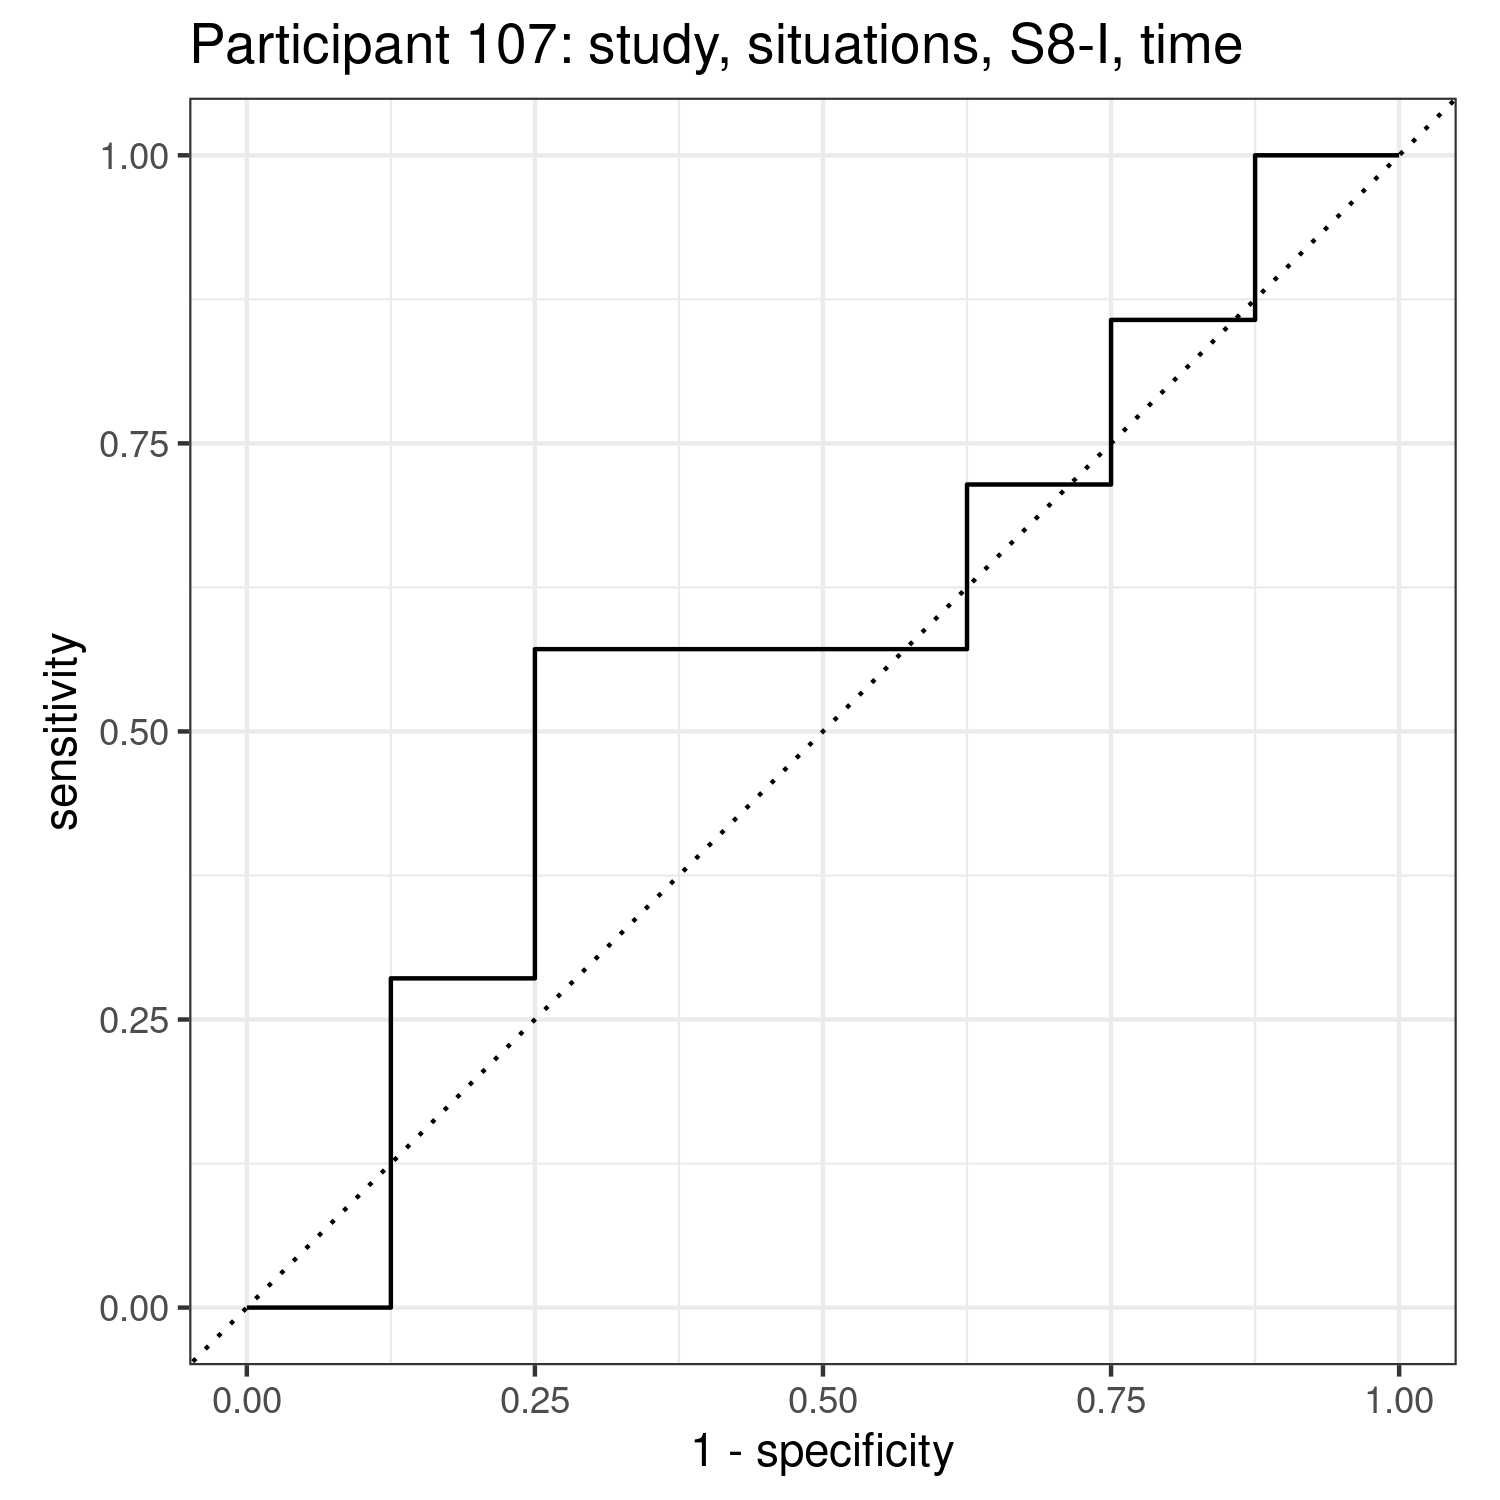 Participant 107: study, situations, S8-I, time
1.00
0.75
0.50
0.25
0.00
sensitivity
0.00 0.25 0.50 0.75 1.00
1 - specificity